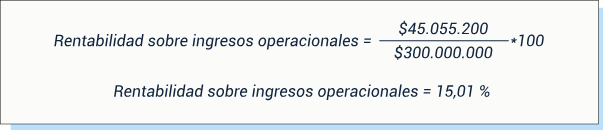 $45.055.200
Rentabilidad sobre ingresos operacionales = ———— *100
$300.000.000
Rentabilidad sobre ingresos operacionales = 15,01 %